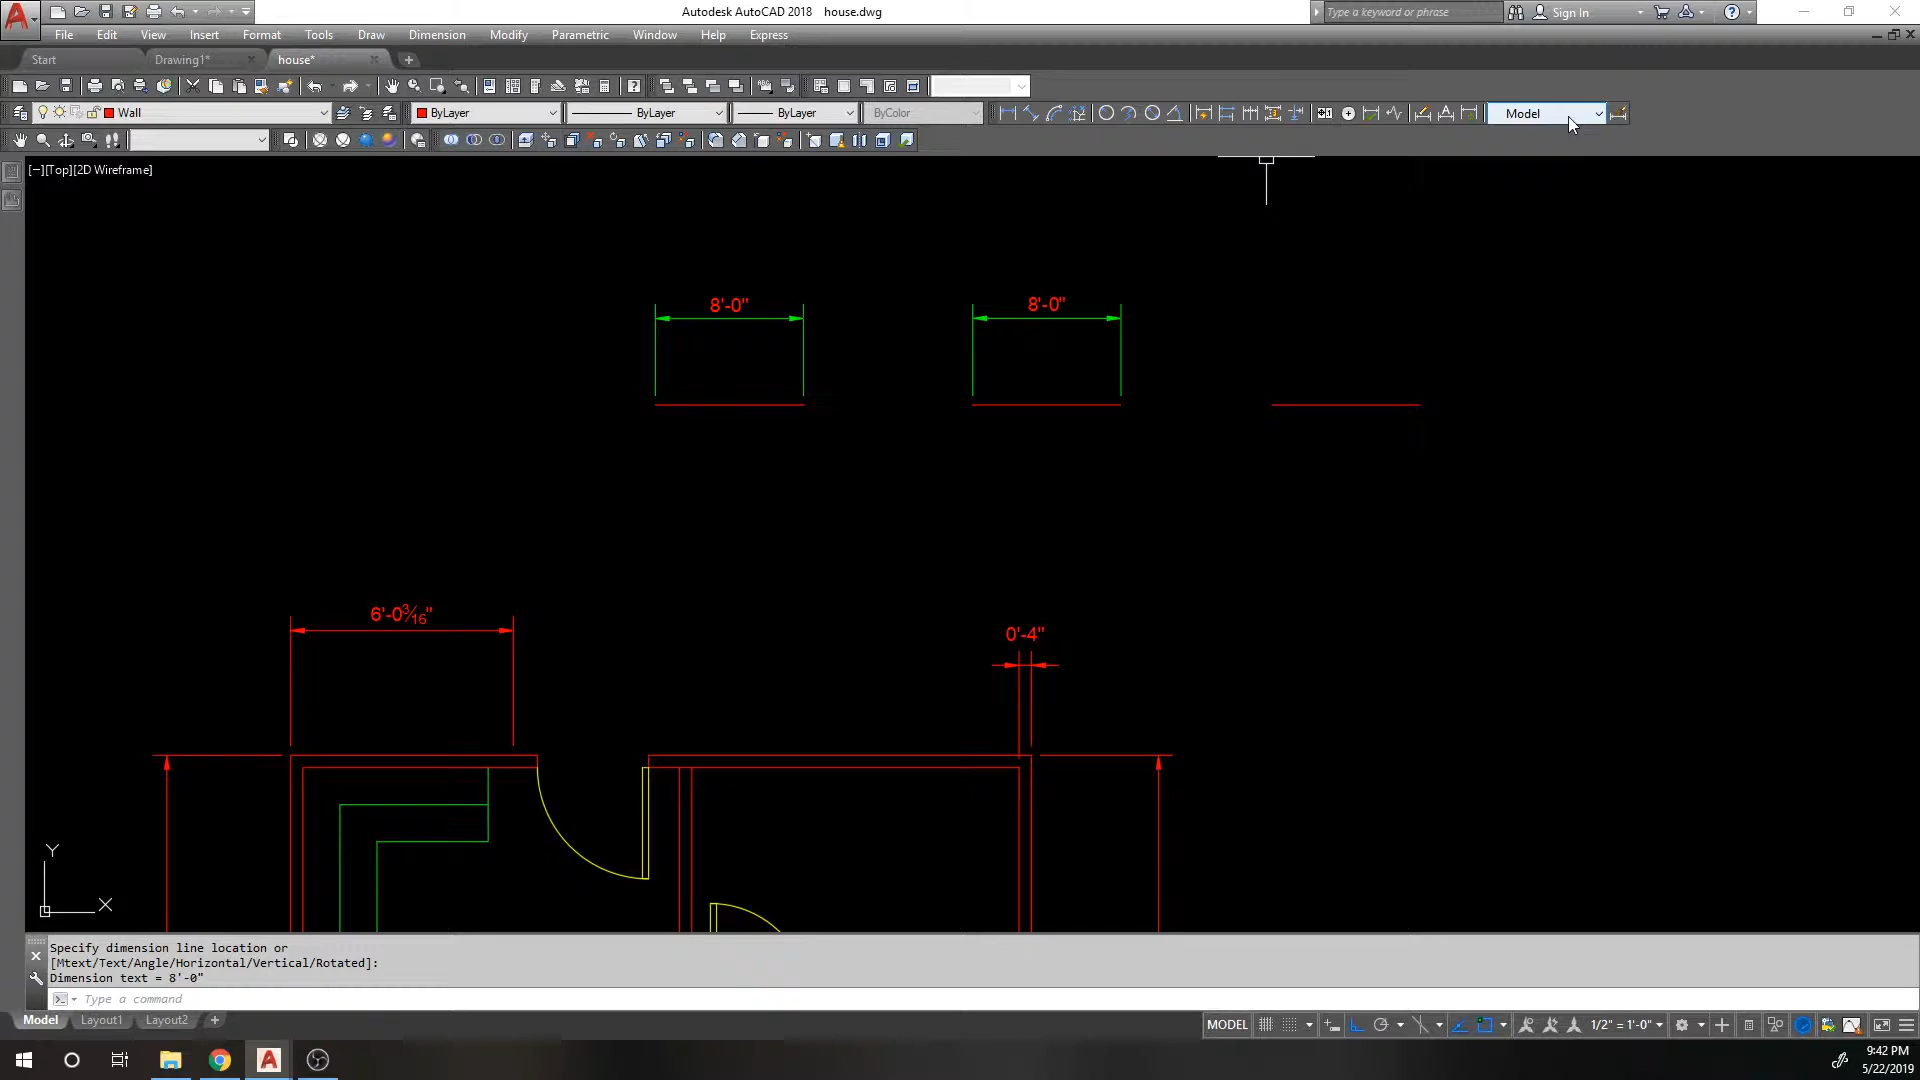 Autodesk AutoCAD 2018 house.dwg
Type a keyword or phrase
Sign In
File Edit View Insert Format Tools Draw Dimension Modify Parametric Window Help Express
Start Drawing1* house*
Wall ByLayer ByLayer ByLayer ByColor Model
[−][Top][2D Wireframe]
8'-0" 8'-0"
6'-0 3/16" 0'-4"
Y
X
Specify dimension line location or
[Mtext/Text/Angle/Horizontal/Vertical/Rotated]:
Dimension text = 8'-0"
Type a command
Model Layout1 Layout2 +
MODEL 1/2" = 1'-0"
9:42 PM
5/22/2019